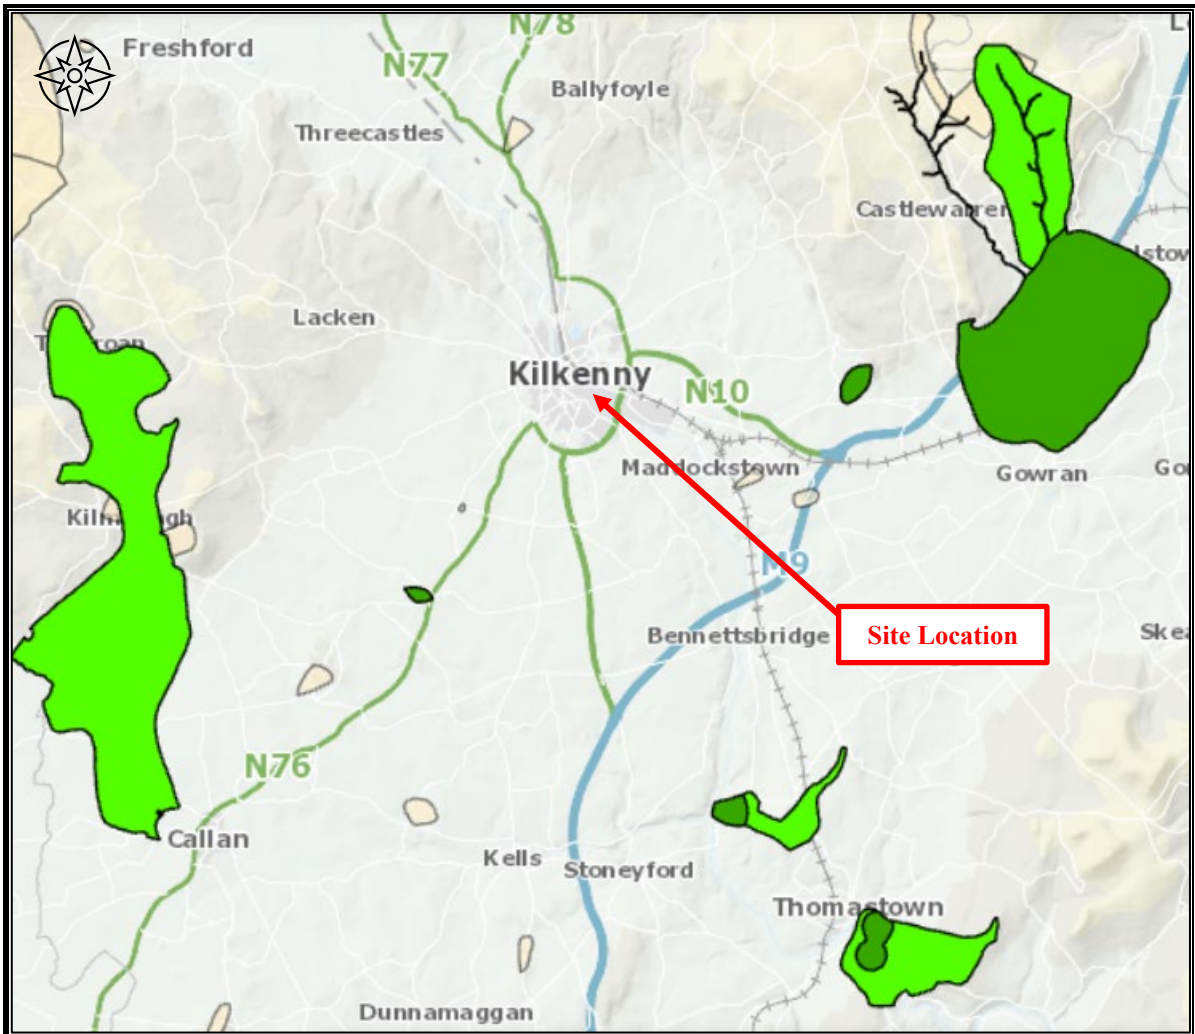 N78
Freshford
N77
Ballyfoyle
Threecastles
Castlewarren
Lacken
Kilkenny
N10
Maddockstown
Gowran
M9
Bennettsbridge
Site Location
N76
Callan
Kells
Stoneyford
Thomastown
Dunnamaggan